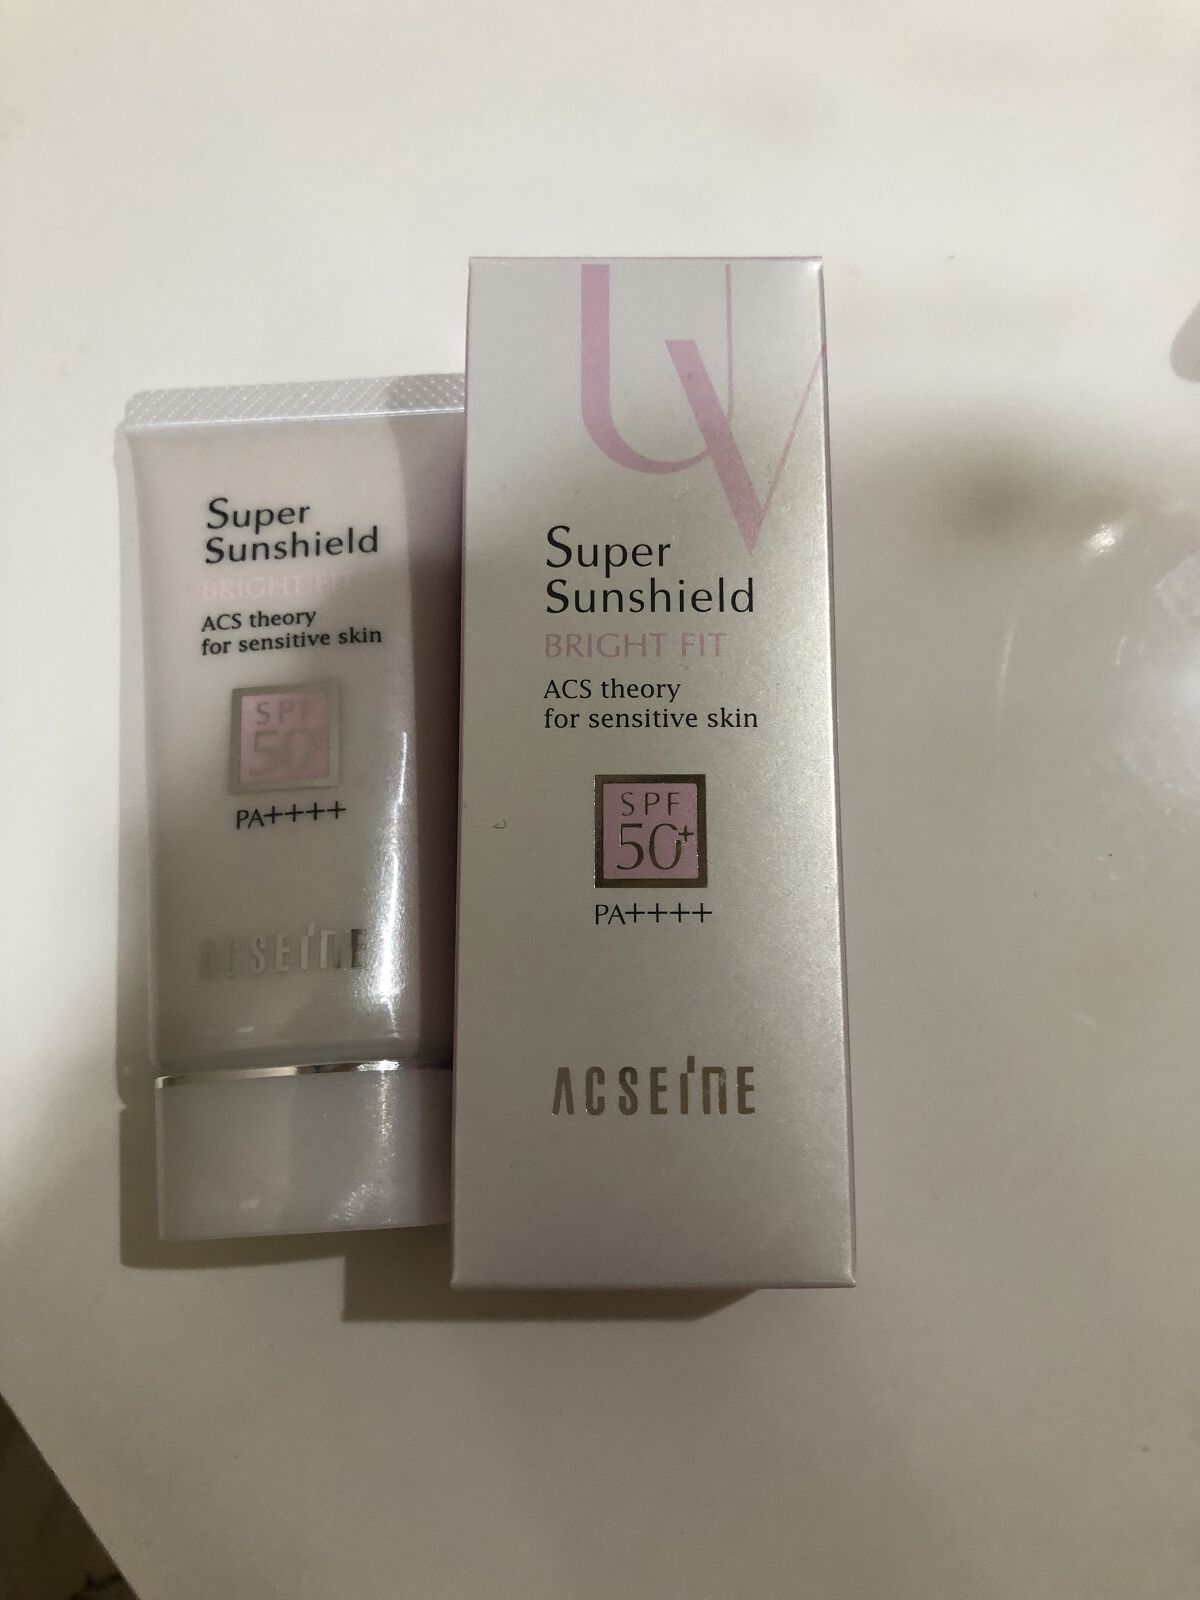 Super
Sunshield
BRIGHT FIT
ACS theory
for sensitive skin
SPF
50
PA++++
ACSEINE
UV
Super
Sunshield
BRIGHT FIT
ACS theory
for sensitive skin
SPF
50+
PA++++
ACSEINE